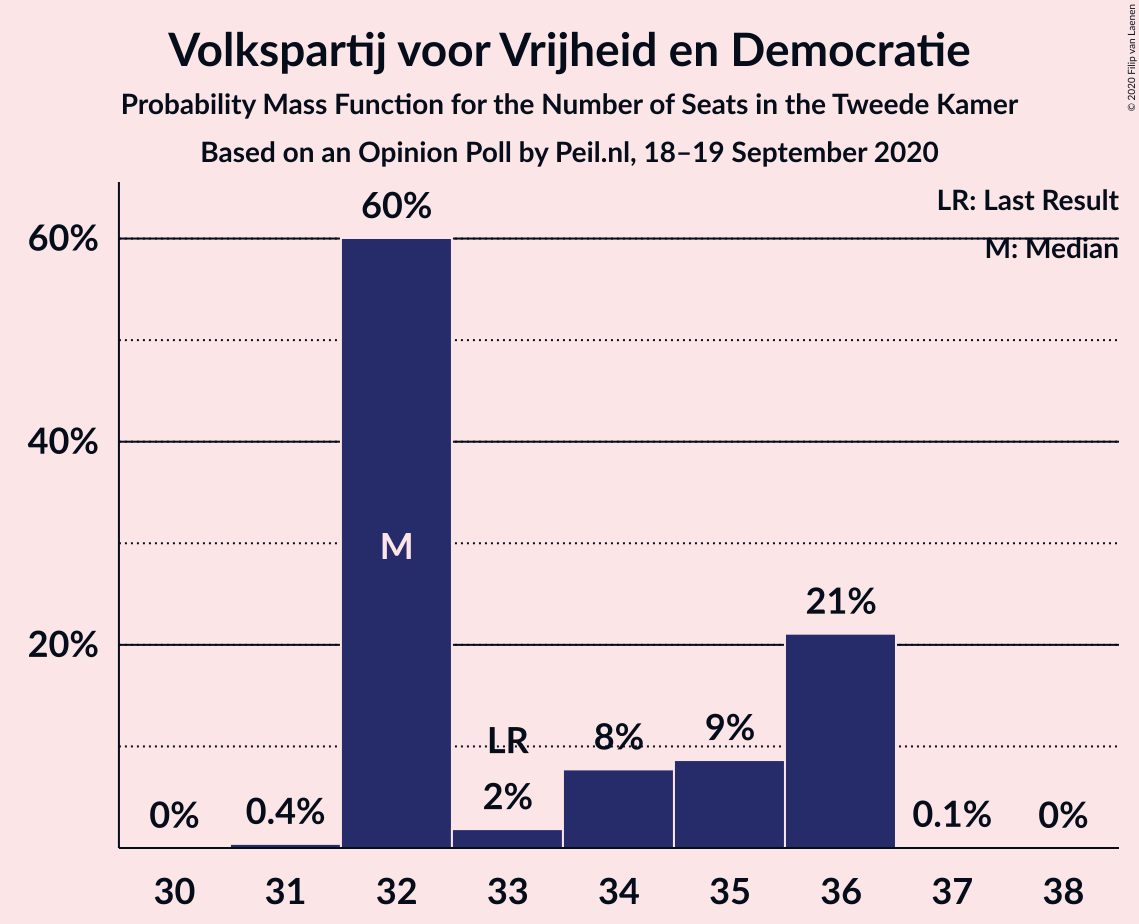 Volkspartij voor Vrijheid en Democratie
Probability Mass Function for the Number of Seats in the Tweede Kamer
Based on an Opinion Poll by Peil.nl, 18–19 September 2020
© 2020 Filip van Laenen
LR: Last Result
M: Median
60%
40%
20%
0%
0.4%
60%
M
LR
2%
8%
9%
21%
0.1%
0%
30 31 32 33 34 35 36 37 38